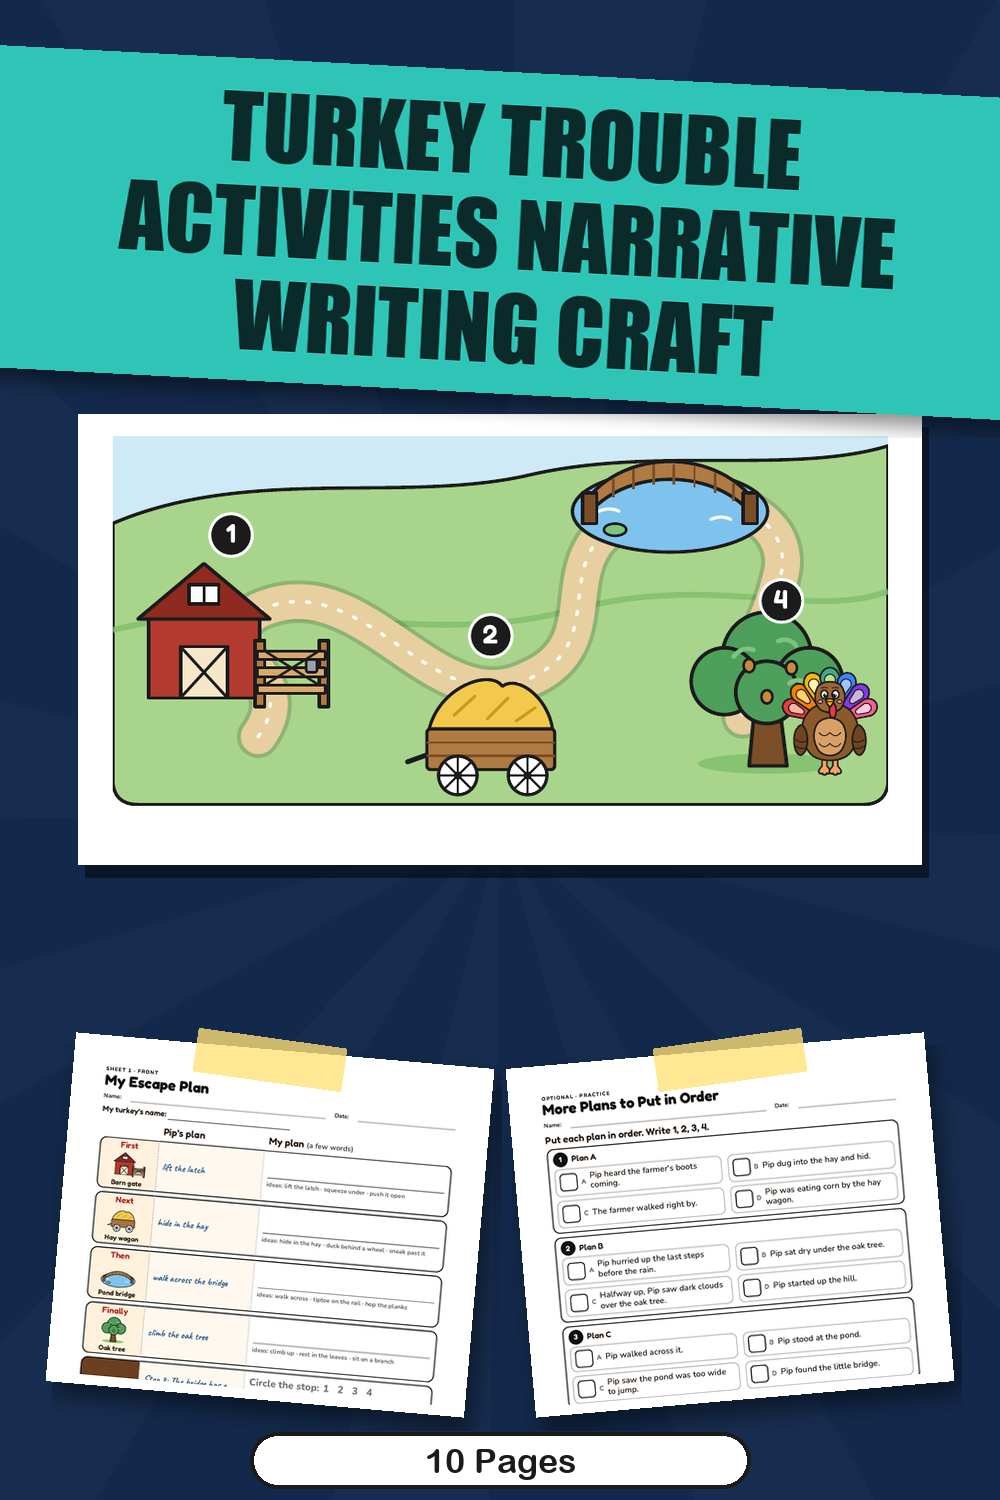 TURKEY TROUBLE
ACTIVITIES NARRATIVE
WRITING CRAFT
1
2
4
SHEET 1 · FRONT
My Escape Plan
Name:
Date:
My turkey's name:
Pip's plan
My plan (a few words)
First
Barn gate
lift the latch
ideas: lift the latch · squeeze under · push it open
Next
Hay wagon
hide in the hay
ideas: hide in the hay · duck behind a wheel · sneak past it
Then
Pond bridge
walk across the bridge
ideas: walk across · tiptoe on the rail · hop the planks
Finally
Oak tree
climb the oak tree
ideas: climb up · rest in the leaves · sit on a branch
Stop 3: The bridge has a
Circle the stop: 1 2 3 4
OPTIONAL · PRACTICE
More Plans to Put in Order
Name:
Date:
Put each plan in order. Write 1, 2, 3, 4.
1 Plan A
A Pip heard the farmer's boots
coming.
B Pip dug into the hay and hid.
C The farmer walked right by.
D Pip was eating corn by the hay
wagon.
2 Plan B
A Pip hurried up the last steps
before the rain.
B Pip sat dry under the oak tree.
C Halfway up, Pip saw dark clouds
over the oak tree.
D Pip started up the hill.
3 Plan C
A Pip walked across it.
B Pip stood at the pond.
C Pip saw the pond was too wide
to jump.
D Pip found the little bridge.
10 Pages